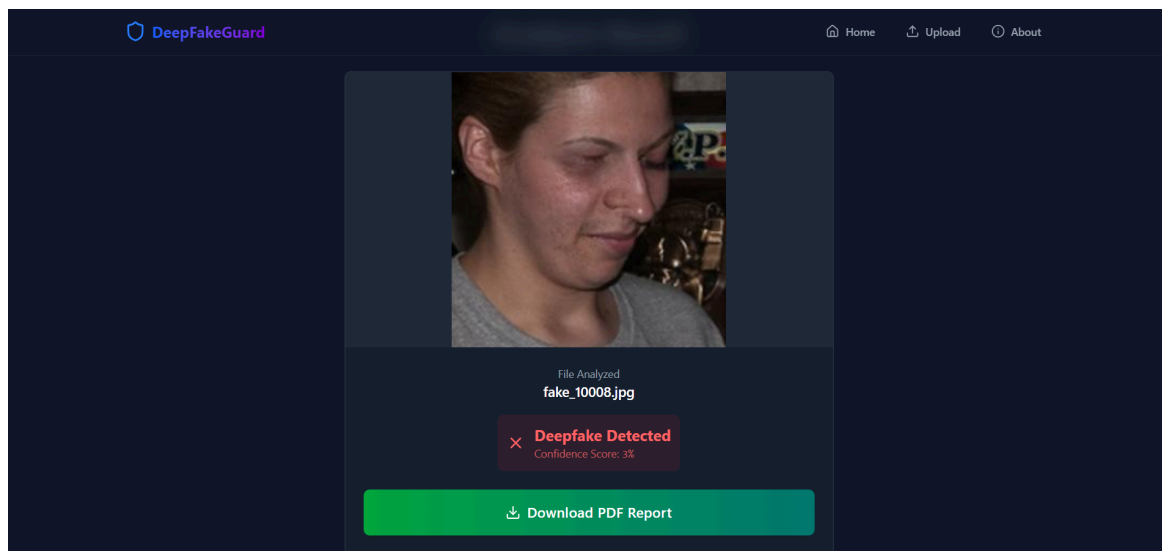 DeepFakeGuard
Home
Upload
About
P
File Analyzed
fake_10008.jpg
Deepfake Detected
Confidence Score: 3%
Download PDF Report